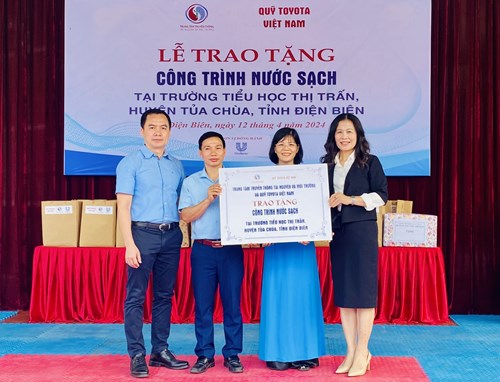 QUỸ TOYOTA
VIỆT NAM
LỄ TRAO TẶNG
CÔNG TRÌNH NƯỚC SẠCH
TẠI TRƯỜNG TIỂU HỌC THỊ TRẤN,
HUYỆN TỦA CHÙA, TỈNH ĐIỆN BIÊN
Điện Biên, ngày 12 tháng 4 năm 2024
TRUNG TÂM TRUYỀN THÔNG TÀI NGUYÊN VÀ MÔI TRƯỜNG
VÀ QUỸ TOYOTA VIỆT NAM
TRAO TẶNG
CÔNG TRÌNH NƯỚC SẠCH
TẠI TRƯỜNG TIỂU HỌC THỊ TRẤN,
HUYỆN TỦA CHÙA, TỈNH ĐIỆN BIÊN